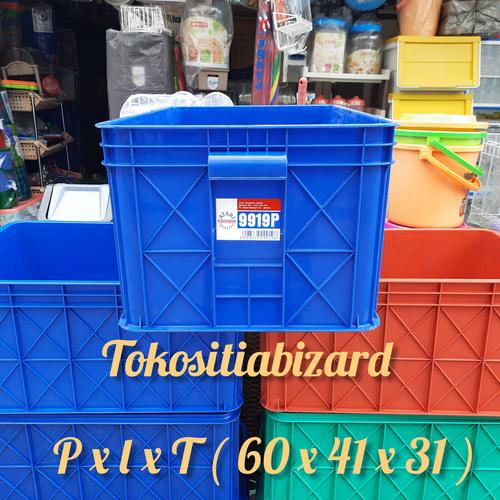 9919P
Tokositiabizard
P x l x T ( 60 x 41 x 31 )